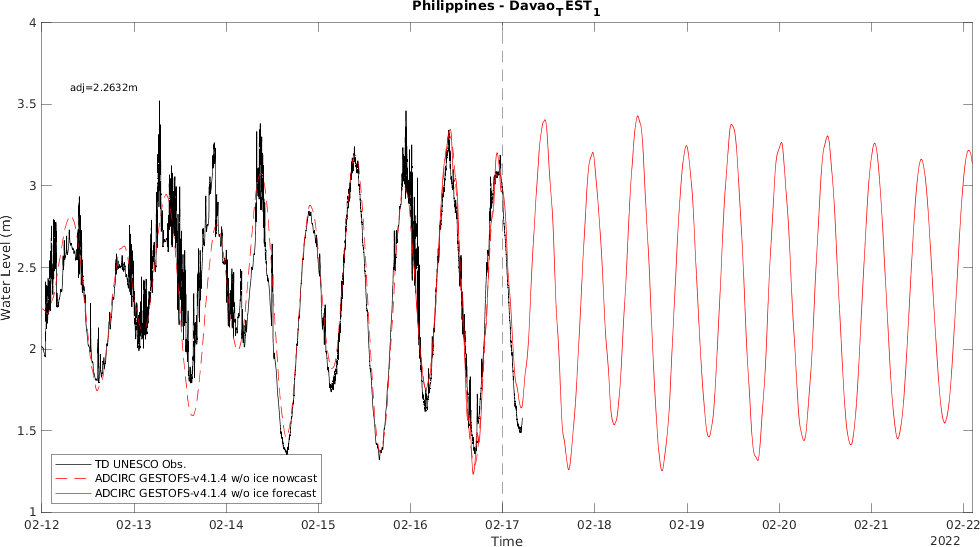 Philippines - Davao_TEST_1
4
adj=2.2632m
3.5
3
2.5
2
1.5
1
Water Level (m)
TD UNESCO Obs.
ADCIRC GESTOFS-v4.1.4 w/o ice nowcast
ADCIRC GESTOFS-v4.1.4 w/o ice forecast
02-12 02-13 02-14 02-15 02-16 02-17 02-18 02-19 02-20 02-21 02-22
Time
2022